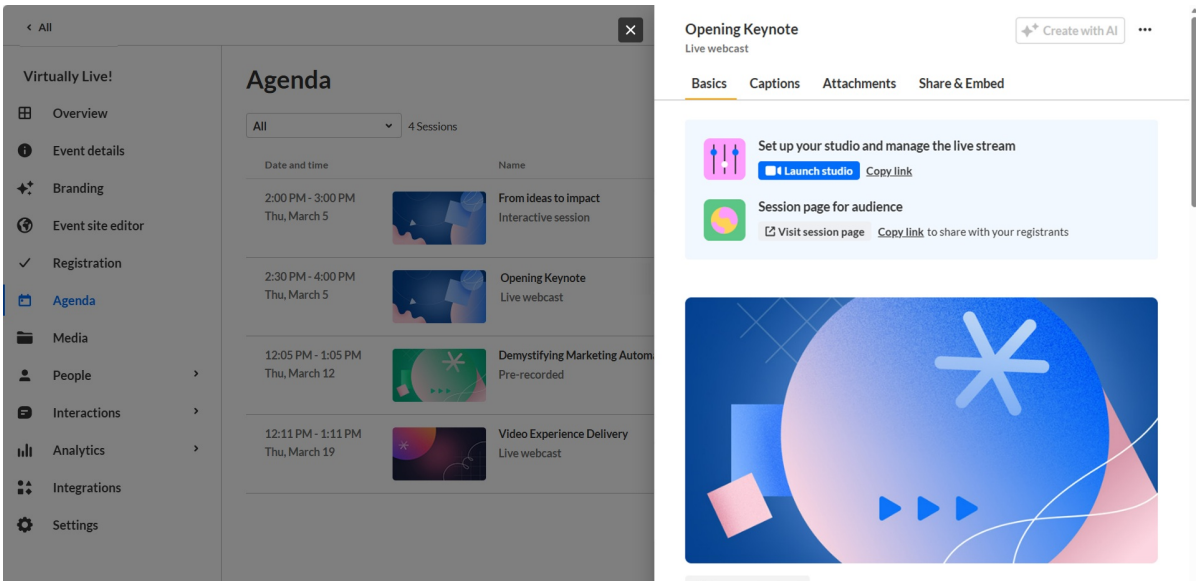 All
Virtually Live!
Overview
Event details
Branding
Event site editor
Registration
Agenda
Media
People
Interactions
Analytics
Integrations
Settings
Agenda
All
4 Sessions
Date and time
Name
2:00 PM - 3:00 PM
Thu, March 5
From ideas to impact
Interactive session
2:30 PM - 4:00 PM
Thu, March 5
Opening Keynote
Live webcast
12:05 PM - 1:05 PM
Thu, March 12
Demystifying Marketing Autom
Pre-recorded
12:11 PM - 1:11 PM
Thu, March 19
Video Experience Delivery
Live webcast
Opening Keynote
Live webcast
Create with AI
Basics
Captions
Attachments
Share & Embed
Set up your studio and manage the live stream
Launch studio
Copy link
Session page for audience
Visit session page
Copy link to share with your registrants